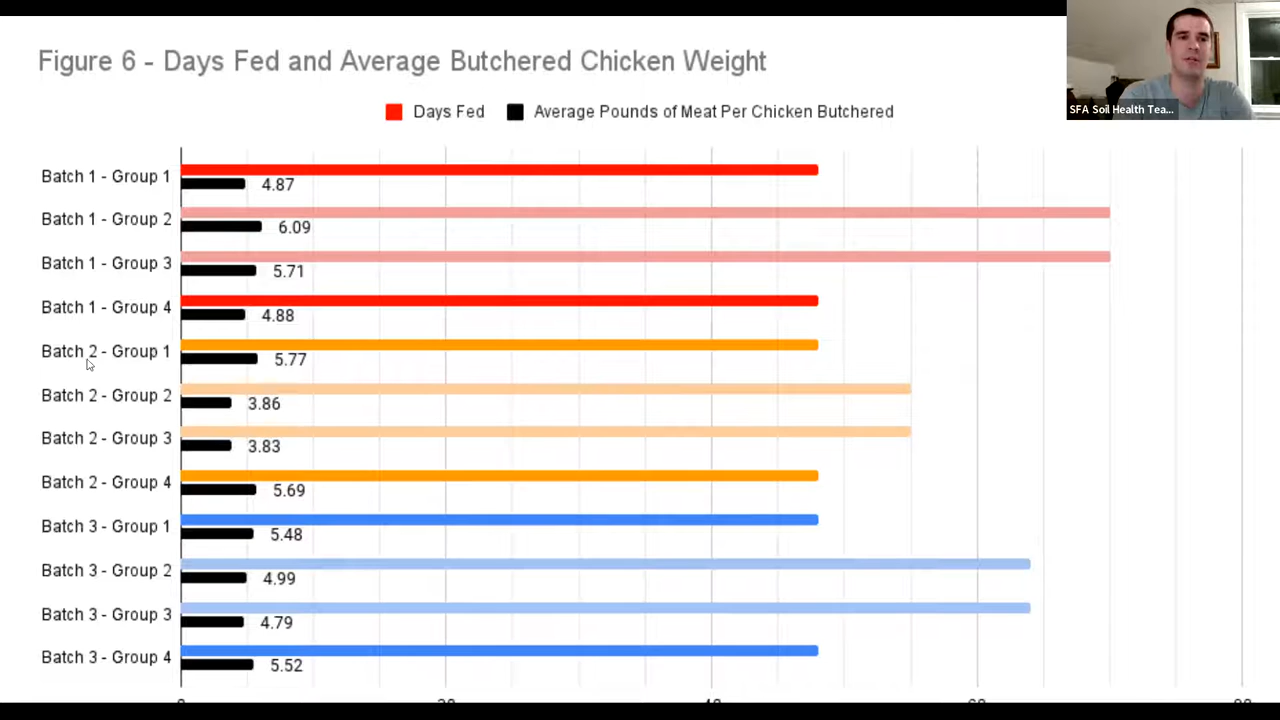 Figure 6 - Days Fed and Average Butchered Chicken Weight
SFA Soil Health Tea...
Days Fed Average Pounds of Meat Per Chicken Butchered
Batch 1 - Group 1 4.87
Batch 1 - Group 2 6.09
Batch 1 - Group 3 5.71
Batch 1 - Group 4 4.88
Batch 2 - Group 1 5.77
Batch 2 - Group 2 3.86
Batch 2 - Group 3 3.83
Batch 2 - Group 4 5.69
Batch 3 - Group 1 5.48
Batch 3 - Group 2 4.99
Batch 3 - Group 3 4.79
Batch 3 - Group 4 5.52